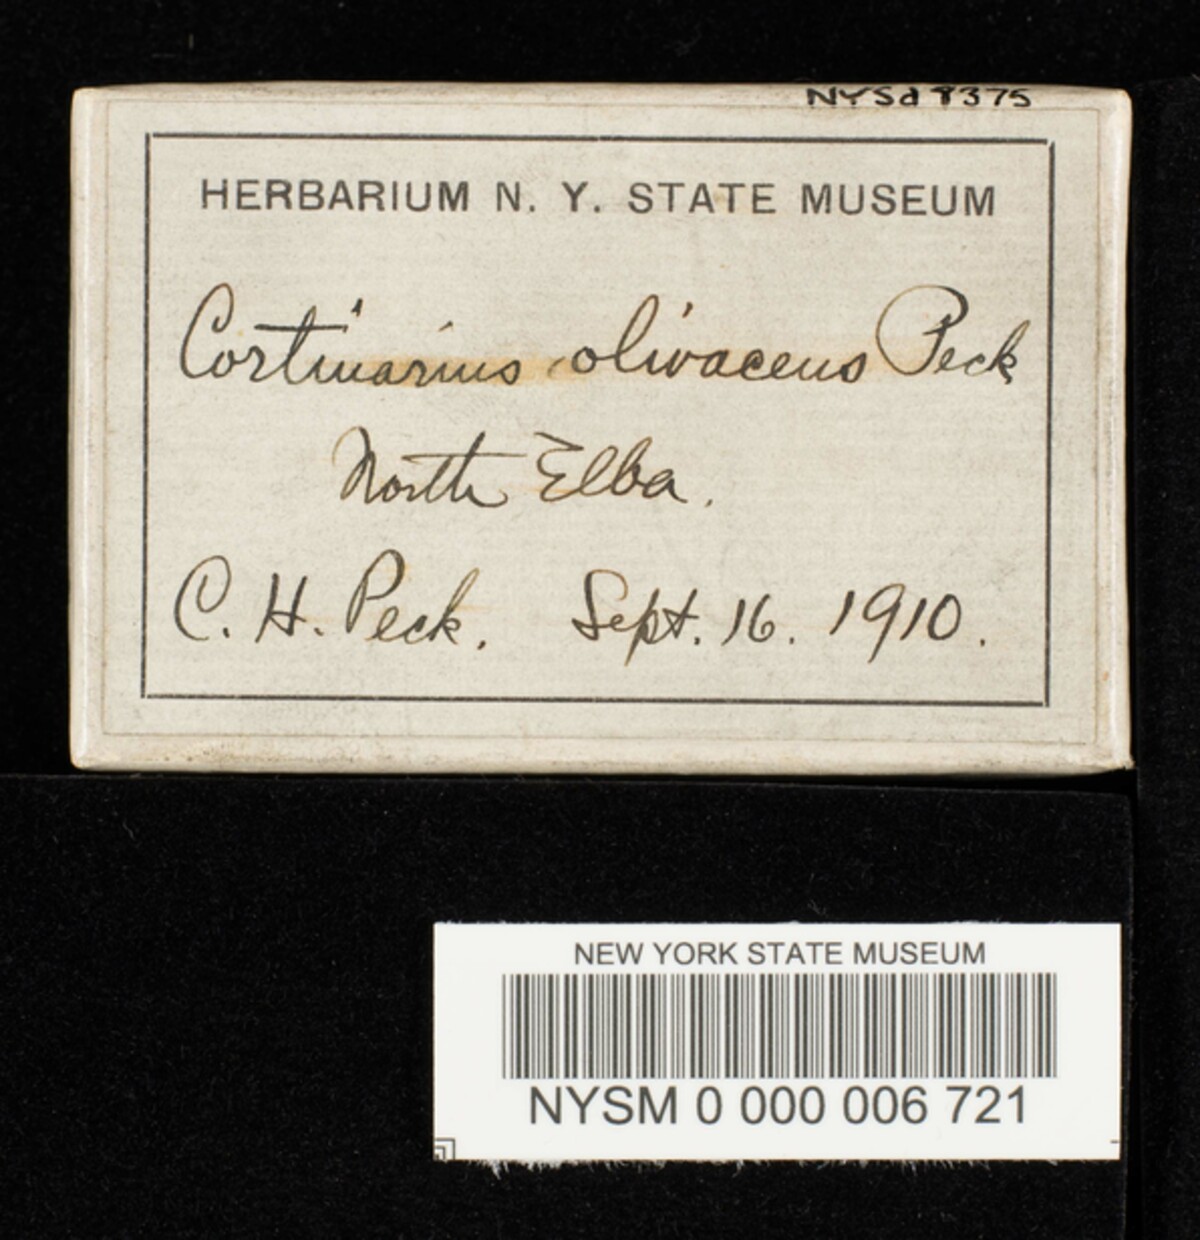 NYSd 8375
HERBARIUM N. Y. STATE MUSEUM
Cortinarius olivaceus Peck
North Elba.
C. H. Peck. Sept. 16. 1910.
NEW YORK STATE MUSEUM
NYSM 0 000 006 721